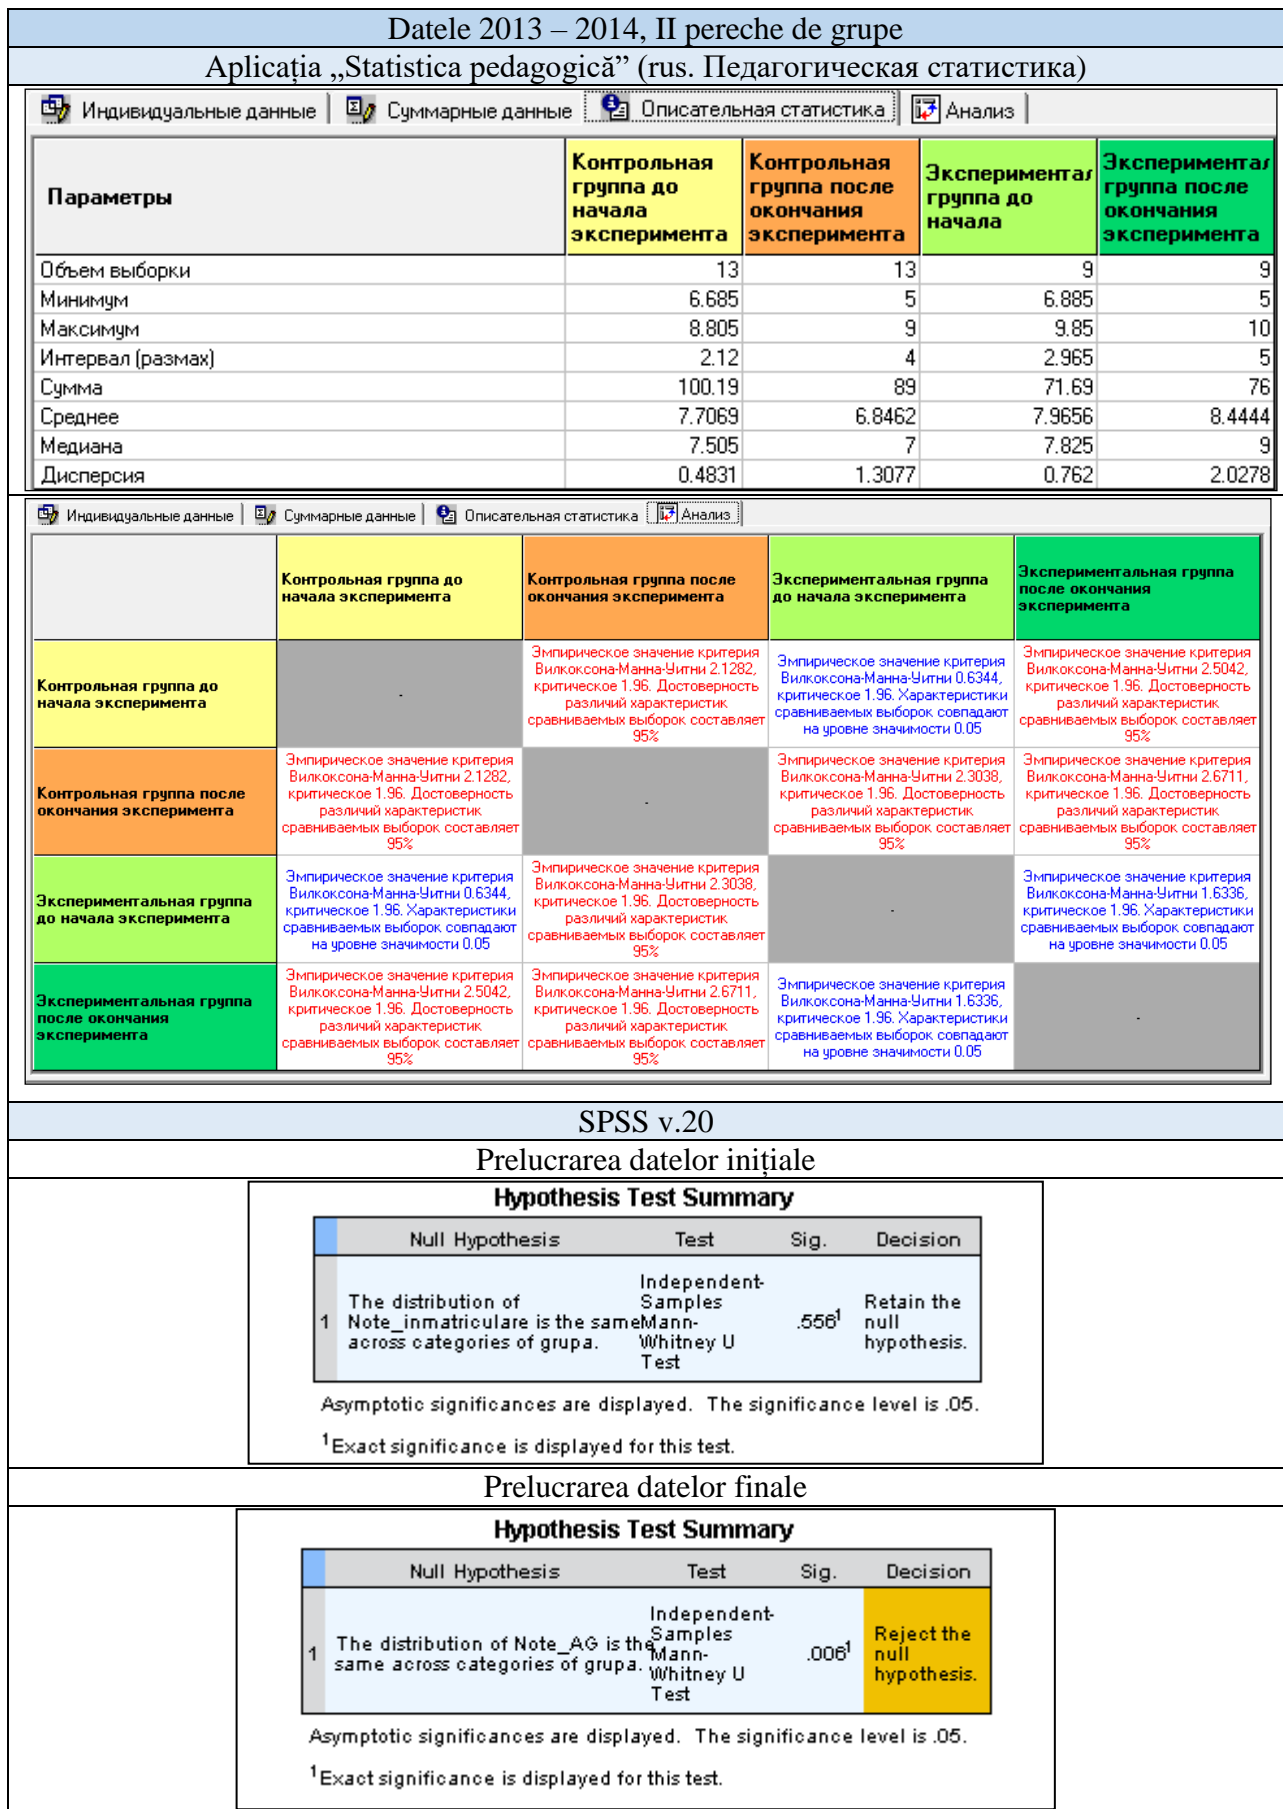 Datele 2013 – 2014, II pereche de grupe
Aplicația „Statistica pedagogică” (rus. Педагогическая статистика)
Индивидуальные данные | Суммарные данные | Описательная статистика | Анализ
Параметры
Контрольная
группа до
начала
эксперимента
Контрольная
группа после
окончания
эксперимента
Эксперимента
группа до
начала
Эксперимента
группа после
окончания
эксперимента
Объем выборки 13 13 9 9
Минимум 6.685 5 6.885 5
Максимум 8.805 9 9.85 10
Интервал (размах) 2.12 4 2.965 5
Сумма 100.19 89 71.69 76
Среднее 7.7069 6.8462 7.9656 8.4444
Медиана 7.505 7 7.825 9
Дисперсия 0.4831 1.3077 0.762 2.0278
Индивидуальные данные | Суммарные данные | Описательная статистика | Анализ
Контрольная группа до
начала эксперимента
Контрольная группа после
окончания эксперимента
Экспериментальная группа
до начала эксперимента
Экспериментальная группа
после окончания
эксперимента
Контрольная группа до
начала эксперимента
-
Эмпирическое значение критерия
Вилкоксона-Манна-Уитни 2.1282,
критическое 1.96. Достоверность
различий характеристик
сравниваемых выборок составляет
95%
Эмпирическое значение критерия
Вилкоксона-Манна-Уитни 0.6344,
критическое 1.96. Характеристики
сравниваемых выборок совпадают
на уровне значимости 0.05
Эмпирическое значение критерия
Вилкоксона-Манна-Уитни 2.5042,
критическое 1.96. Достоверность
различий характеристик
сравниваемых выборок составляет
95%
Контрольная группа после
окончания эксперимента
Эмпирическое значение критерия
Вилкоксона-Манна-Уитни 2.1282,
критическое 1.96. Достоверность
различий характеристик
сравниваемых выборок составляет
95%
-
Эмпирическое значение критерия
Вилкоксона-Манна-Уитни 2.3038,
критическое 1.96. Достоверность
различий характеристик
сравниваемых выборок составляет
95%
Эмпирическое значение критерия
Вилкоксона-Манна-Уитни 2.6711,
критическое 1.96. Достоверность
различий характеристик
сравниваемых выборок составляет
95%
Экспериментальная группа
до начала эксперимента
Эмпирическое значение критерия
Вилкоксона-Манна-Уитни 0.6344,
критическое 1.96. Характеристики
сравниваемых выборок совпадают
на уровне значимости 0.05
Эмпирическое значение критерия
Вилкоксона-Манна-Уитни 2.3038,
критическое 1.96. Достоверность
различий характеристик
сравниваемых выборок составляет
95%
-
Эмпирическое значение критерия
Вилкоксона-Манна-Уитни 1.6336,
критическое 1.96. Характеристики
сравниваемых выборок совпадают
на уровне значимости 0.05
Экспериментальная группа
после окончания
эксперимента
Эмпирическое значение критерия
Вилкоксона-Манна-Уитни 2.5042,
критическое 1.96. Достоверность
различий характеристик
сравниваемых выборок составляет
95%
Эмпирическое значение критерия
Вилкоксона-Манна-Уитни 2.6711,
критическое 1.96. Достоверность
различий характеристик
сравниваемых выборок составляет
95%
Эмпирическое значение критерия
Вилкоксона-Манна-Уитни 1.6336,
критическое 1.96. Характеристики
сравниваемых выборок совпадают
на уровне значимости 0.05
-
SPSS v.20
Prelucrarea datelor inițiale
Hypothesis Test Summary
Null Hypothesis Test Sig. Decision
1
The distribution of
Note_inmatriculare is the same
across categories of grupa.
Independent-
Samples
Mann-
Whitney U
Test
.556¹
Retain the
null
hypothesis.
Asymptotic significances are displayed. The significance level is .05.
¹Exact significance is displayed for this test.
Prelucrarea datelor finale
Hypothesis Test Summary
Null Hypothesis Test Sig. Decision
1
The distribution of Note_AG is the
same across categories of grupa.
Independent-
Samples
Mann-
Whitney U
Test
.006¹
Reject the
null
hypothesis.
Asymptotic significances are displayed. The significance level is .05.
¹Exact significance is displayed for this test.